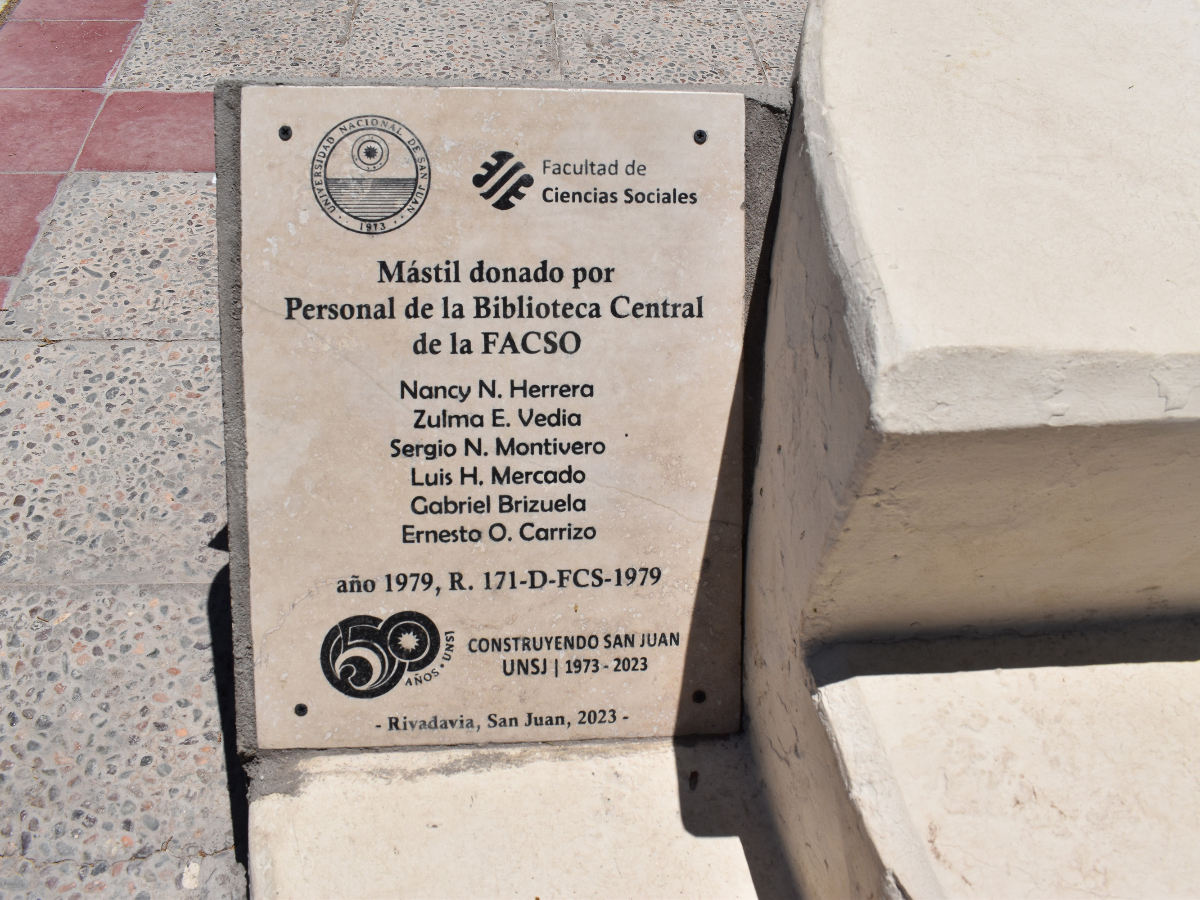 UNIVERSIDAD NACIONAL DE SAN JUAN
· 1973 ·
Facultad de
Ciencias Sociales
Mástil donado por
Personal de la Biblioteca Central
de la FACSO
Nancy N. Herrera
Zulma E. Vedia
Sergio N. Montivero
Luis H. Mercado
Gabriel Brizuela
Ernesto O. Carrizo
año 1979, R. 171-D-FCS-1979
50
AÑOS · UNSJ
CONSTRUYENDO SAN JUAN
UNSJ | 1973 - 2023
- Rivadavia, San Juan, 2023 -